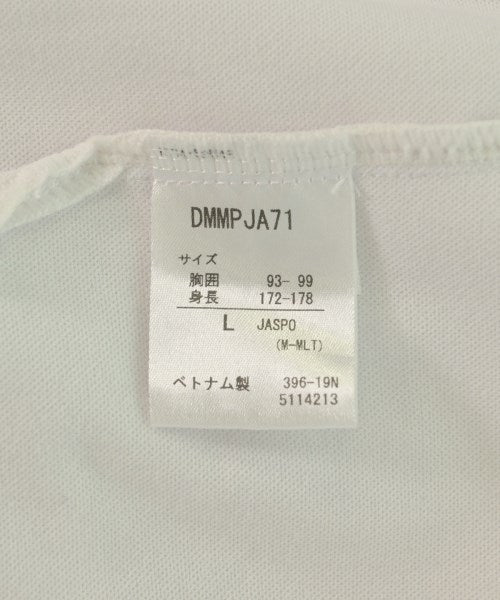 DMMPJA71
サイズ
胸囲 93- 99
身長 172-178
L JASPO
(M-MLT)
ベトナム製 396-19N
5114213